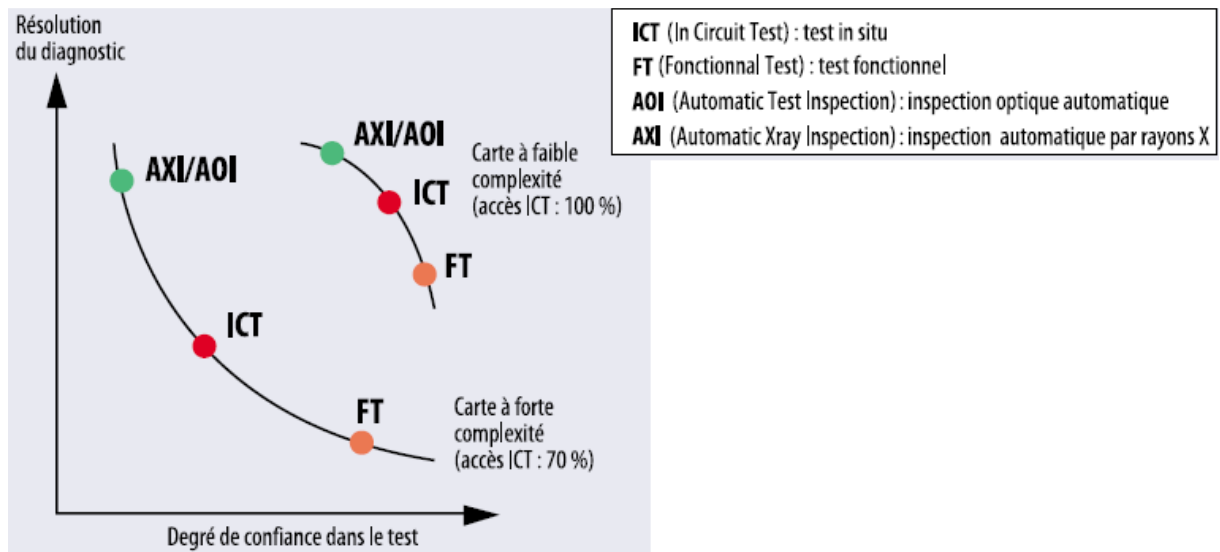 Résolution
du diagnostic
AXI/AOI
ICT
FT
AXI/AOI
ICT
FT
Carte à faible
complexité
(accès ICT : 100 %)
Carte à forte
complexité
(accès ICT : 70 %)
Degré de confiance dans le test
ICT (In Circuit Test) : test in situ
FT (Fonctionnal Test) : test fonctionnel
AOI (Automatic Test Inspection) : inspection optique automatique
AXI (Automatic Xray Inspection) : inspection automatique par rayons X